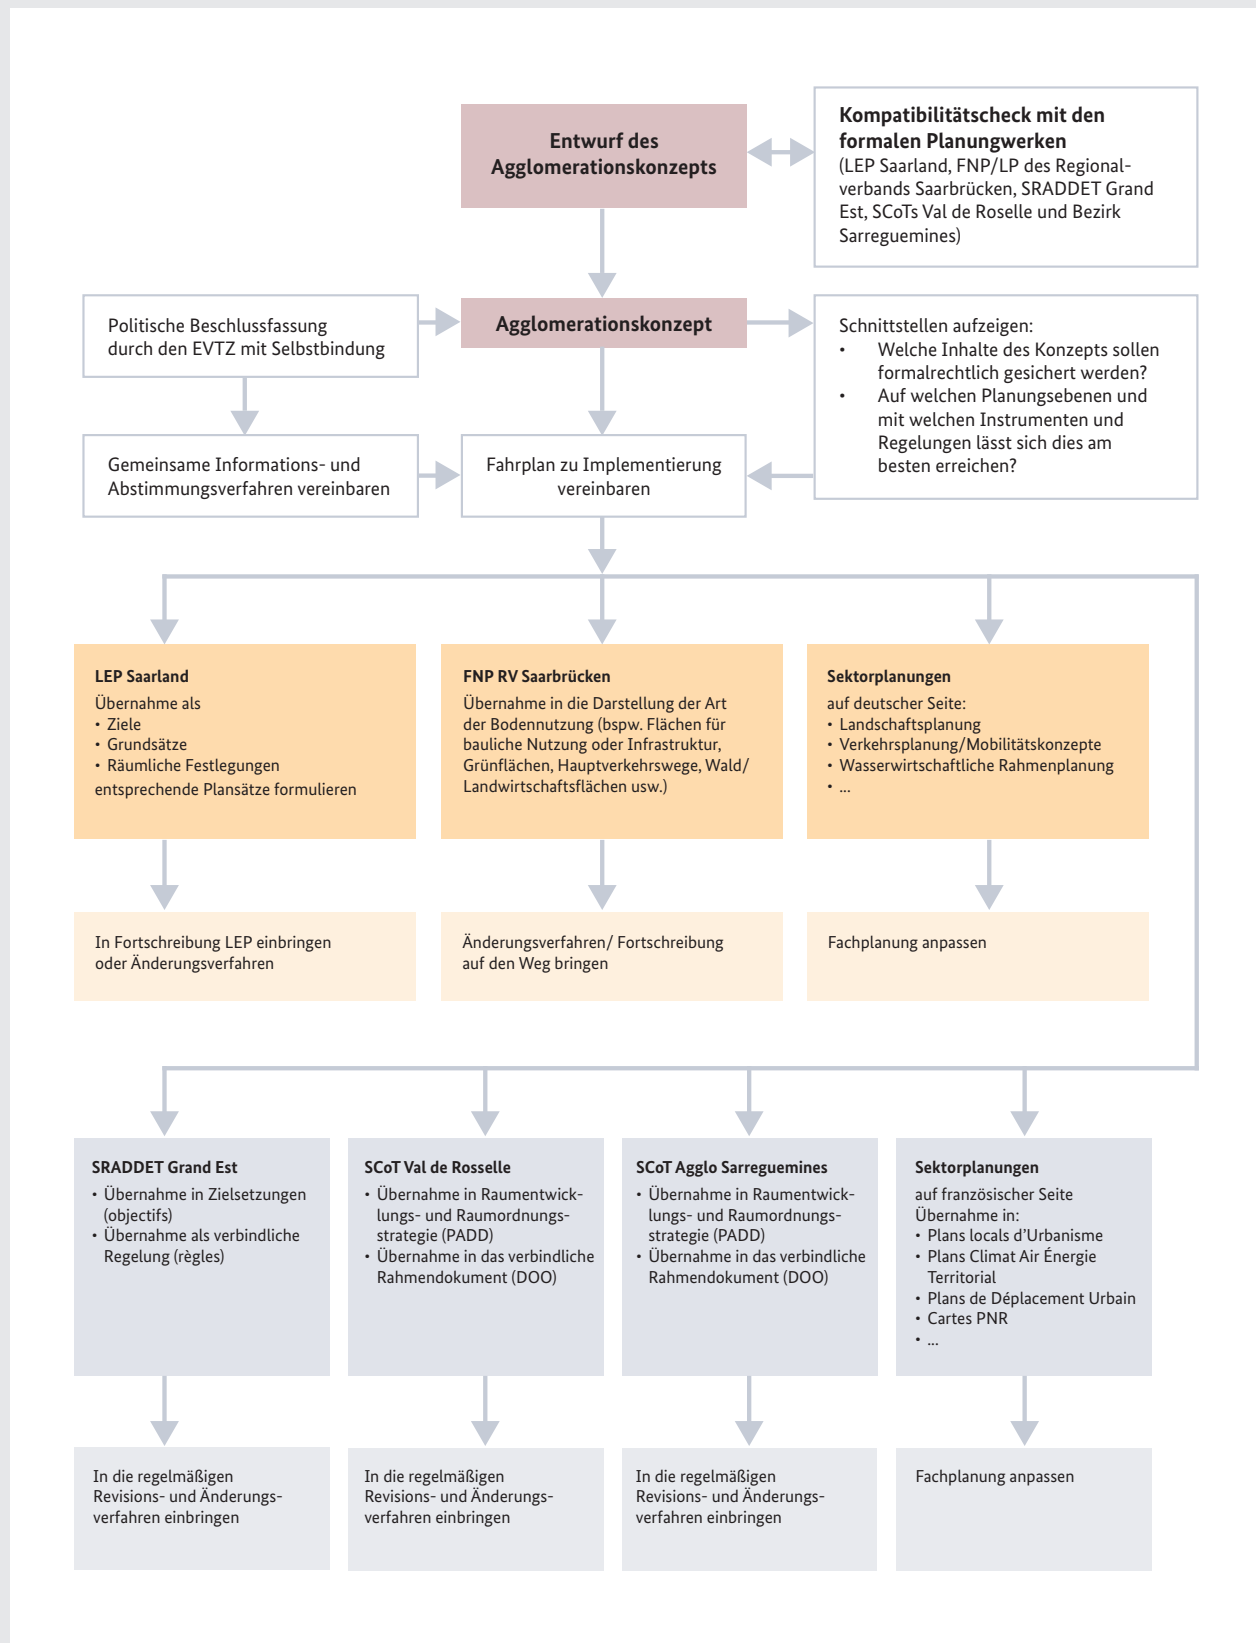 Entwurf des
Agglomerationskonzepts
Kompatibilitätscheck mit den
formalen Planungwerken
(LEP Saarland, FNP/LP des Regional-
verbands Saarbrücken, SRADDET Grand
Est, SCoTs Val de Roselle und Bezirk
Sarreguemines)
Politische Beschlussfassung
durch den EVTZ mit Selbstbindung
Agglomerationskonzept
Schnittstellen aufzeigen:
• Welche Inhalte des Konzepts sollen
formalrechtlich gesichert werden?
• Auf welchen Planungsebenen und
mit welchen Instrumenten und
Regelungen lässt sich dies am
besten erreichen?
Gemeinsame Informations- und
Abstimmungsverfahren vereinbaren
Fahrplan zu Implementierung
vereinbaren
LEP Saarland
Übernahme als
• Ziele
• Grundsätze
• Räumliche Festlegungen
entsprechende Plansätze formulieren
FNP RV Saarbrücken
Übernahme in die Darstellung der Art
der Bodennutzung (bspw. Flächen für
bauliche Nutzung oder Infrastruktur,
Grünflächen, Hauptverkehrswege, Wald/
Landwirtschaftsflächen usw.)
Sektorplanungen
auf deutscher Seite:
• Landschaftsplanung
• Verkehrsplanung/Mobilitätskonzepte
• Wasserwirtschaftliche Rahmenplanung
• ...
In Fortschreibung LEP einbringen
oder Änderungsverfahren
Änderungsverfahren/ Fortschreibung
auf den Weg bringen
Fachplanung anpassen
SRADDET Grand Est
• Übernahme in Zielsetzungen
(objectifs)
• Übernahme als verbindliche
Regelung (règles)
SCoT Val de Rosselle
• Übernahme in Raumentwick-
lungs- und Raumordnungs-
strategie (PADD)
• Übernahme in das verbindliche
Rahmendokument (DOO)
SCoT Agglo Sarreguemines
• Übernahme in Raumentwick-
lungs- und Raumordnungs-
strategie (PADD)
• Übernahme in das verbindliche
Rahmendokument (DOO)
Sektorplanungen
auf französischer Seite
Übernahme in:
• Plans locals d'Urbanisme
• Plans Climat Air Énergie
Territorial
• Plans de Déplacement Urbain
• Cartes PNR
• ...
In die regelmäßigen
Revisions- und Änderungs-
verfahren einbringen
In die regelmäßigen
Revisions- und Änderungs-
verfahren einbringen
In die regelmäßigen
Revisions- und Änderungs-
verfahren einbringen
Fachplanung anpassen